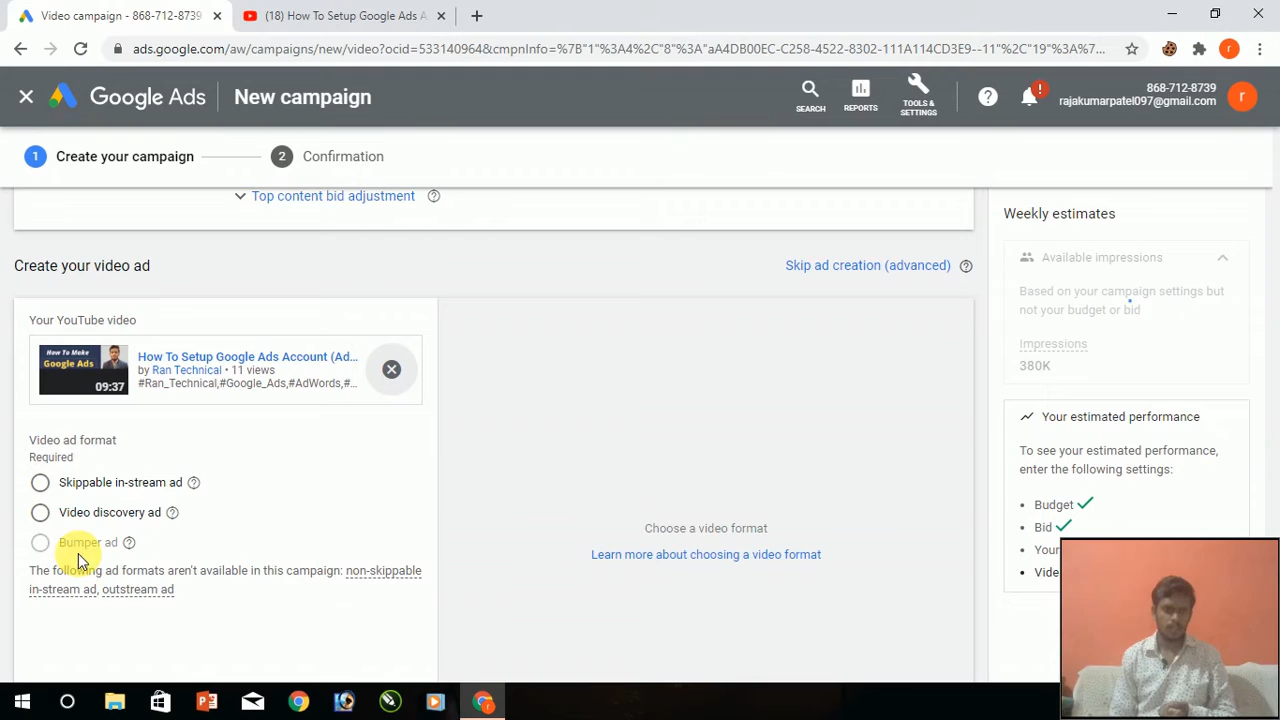 Video campaign - 868-712-8739
(18) How To Setup Google Ads A
r
ads.google.com/aw/campaigns/new/video?ocid=533140964&cmpnInfo=%7B"1"%3A4%2C"8"%3A"aA4DB00EC-C258-4522-8302-111A114CD3E9--11"%2C"19"%3A%7...
Google Ads
New campaign
SEARCH
REPORTS
TOOLS &
SETTINGS
868-712-8739
rajakumarpatel097@gmail.com
r
1 Create your campaign
2 Confirmation
Top content bid adjustment
Weekly estimates
Available impressions
Based on your campaign settings but
not your budget or bid
Impressions
380K
Create your video ad
Skip ad creation (advanced)
Your YouTube video
How To Make
Google Ads
09:37
How To Setup Google Ads Account (Ad...
by Ran Technical • 11 views
#Ran_Technical,#Google_Ads,#AdWords,#...
Video ad format
Required
Skippable in-stream ad
Video discovery ad
Bumper ad
The following ad formats aren't available in this campaign: non-skippable
in-stream ad, outstream ad
Choose a video format
Learn more about choosing a video format
Your estimated performance
To see your estimated performance,
enter the following settings:
• Budget
• Bid
• You
• Vide